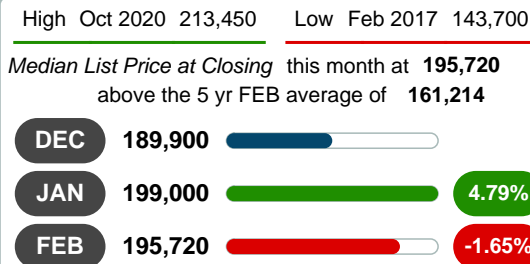 High Oct 2020 213,450 Low Feb 2017 143,700
Median List Price at Closing this month at 195,720
above the 5 yr FEB average of 161,214
DEC 189,900
JAN 199,000 4.79%
FEB 195,720 -1.65%